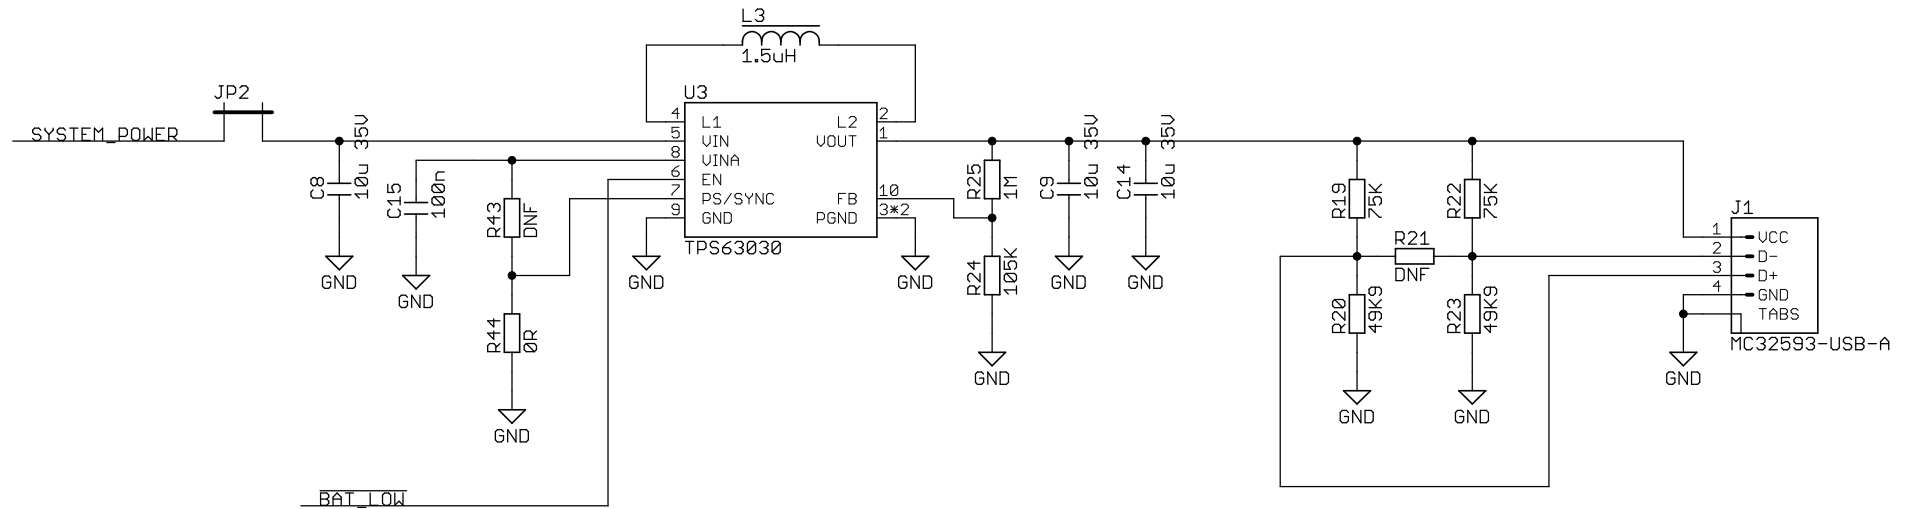 L3
1.5uH
JP2
SYSTEM_POWER
C8
10u 35V
GND
C15
100n
GND
R43
DNF
R44
0R
GND
BAT_LOW
U3
4 L1
5 VIN
8 VINA
6 EN
7 PS/SYNC
9 GND
L2 2
VOUT 1
FB 10
PGND 3*2
TPS63030
GND
GND
R25
1M
R24
105K
GND
C9
10u 35V
GND
C14
10u 35V
GND
R19
75K
R22
75K
R21
DNF
R20
49K9
R23
49K9
GND
GND
J1
1 VCC
2 D-
3 D+
4 GND
TABS
MC32593-USB-A
GND